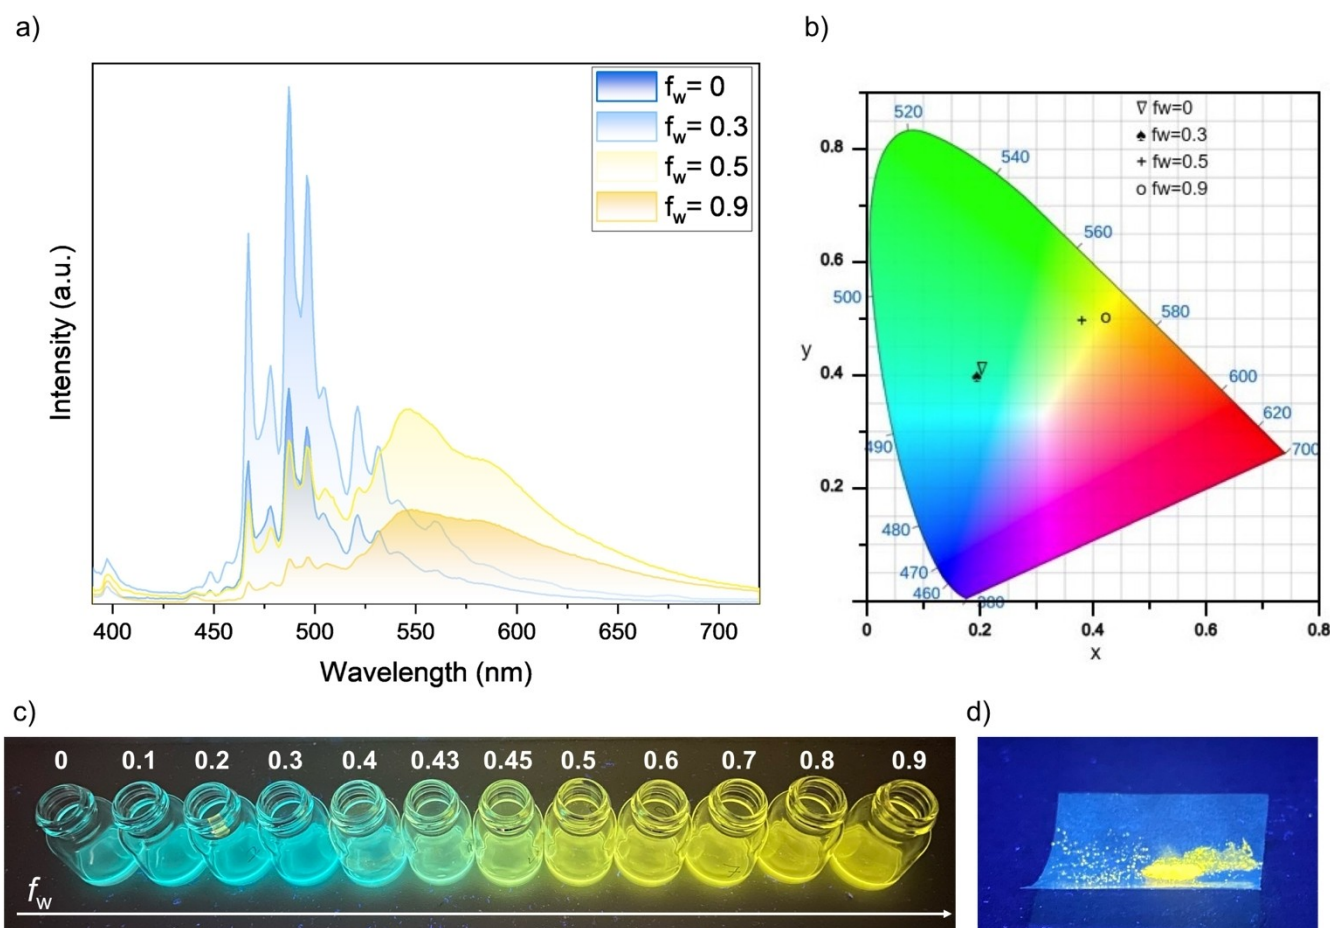 a)
f_w= 0
f_w= 0.3
f_w= 0.5
f_w= 0.9
Intensity (a.u.)
400 450 500 550 600 650 700
Wavelength (nm)
b)
▽ fw=0
♠ fw=0.3
+ fw=0.5
o fw=0.9
520
540
560
500
580
600
620
490
700
480
470
460
380
0.8
0.6
0.4
0.2
y
0 0.2 0.4 0.6 0.8
x
c)
0 0.1 0.2 0.3 0.4 0.43 0.45 0.5 0.6 0.7 0.8 0.9
f_w
d)